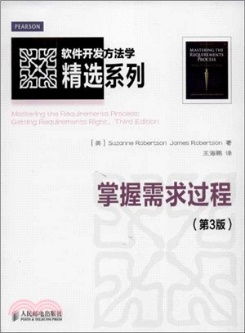 PEARSON
软件开发方法学
精选系列
MASTERING THE
REQUIREMENTS
PROCESS
Mastering the Requirements Process:
Getting Requirements Right, Third Edition
[美] Suzanne Robertson James Robertson 著
王海鹏 译
掌握需求过程
(第3版)
人民邮电出版社
POSTS & TELECOM PRESS